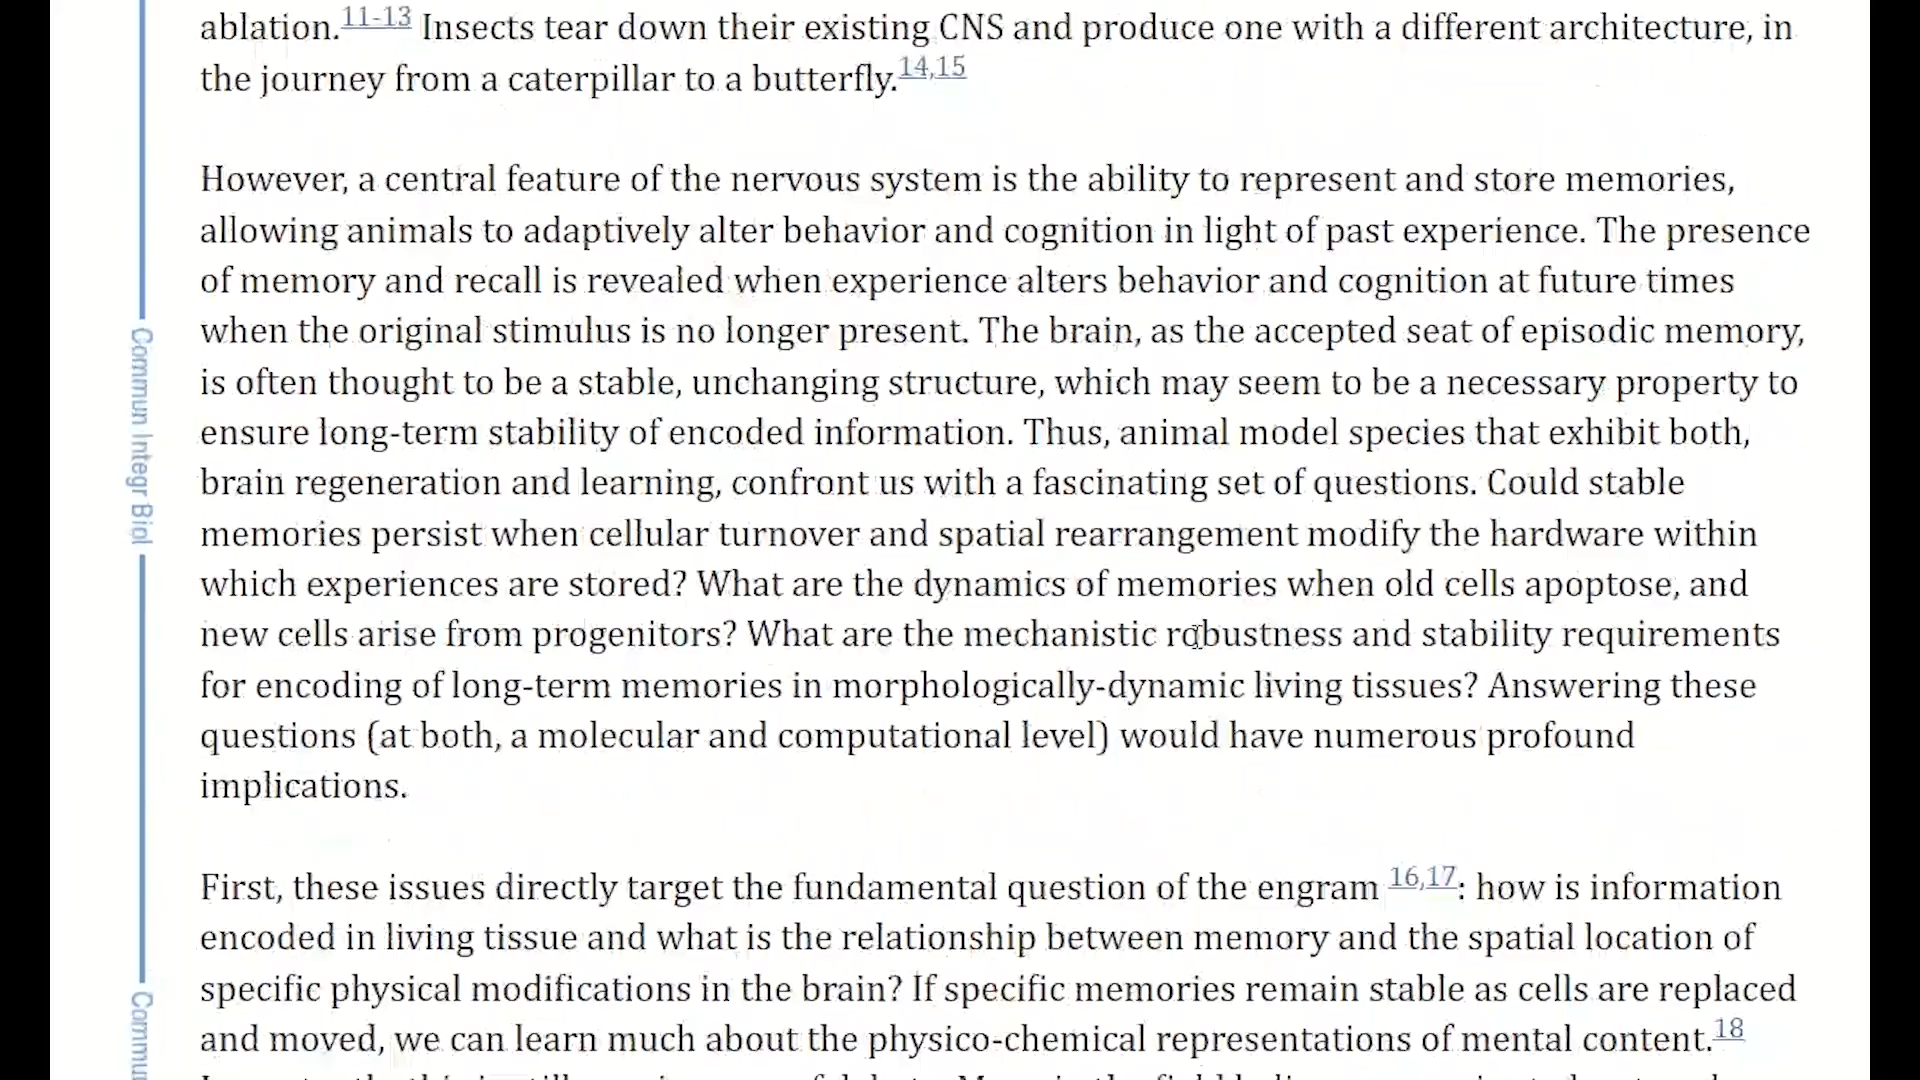 ablation.11-13 Insects tear down their existing CNS and produce one with a different architecture, in
the journey from a caterpillar to a butterfly.14,15
However, a central feature of the nervous system is the ability to represent and store memories,
allowing animals to adaptively alter behavior and cognition in light of past experience. The presence
of memory and recall is revealed when experience alters behavior and cognition at future times
when the original stimulus is no longer present. The brain, as the accepted seat of episodic memory,
is often thought to be a stable, unchanging structure, which may seem to be a necessary property to
ensure long-term stability of encoded information. Thus, animal model species that exhibit both,
brain regeneration and learning, confront us with a fascinating set of questions. Could stable
memories persist when cellular turnover and spatial rearrangement modify the hardware within
which experiences are stored? What are the dynamics of memories when old cells apoptose, and
new cells arise from progenitors? What are the mechanistic robustness and stability requirements
for encoding of long-term memories in morphologically-dynamic living tissues? Answering these
questions (at both, a molecular and computational level) would have numerous profound
implications.
First, these issues directly target the fundamental question of the engram 16,17: how is information
encoded in living tissue and what is the relationship between memory and the spatial location of
specific physical modifications in the brain? If specific memories remain stable as cells are replaced
and moved, we can learn much about the physico-chemical representations of mental content.18
Commun Integr Biol
Commu